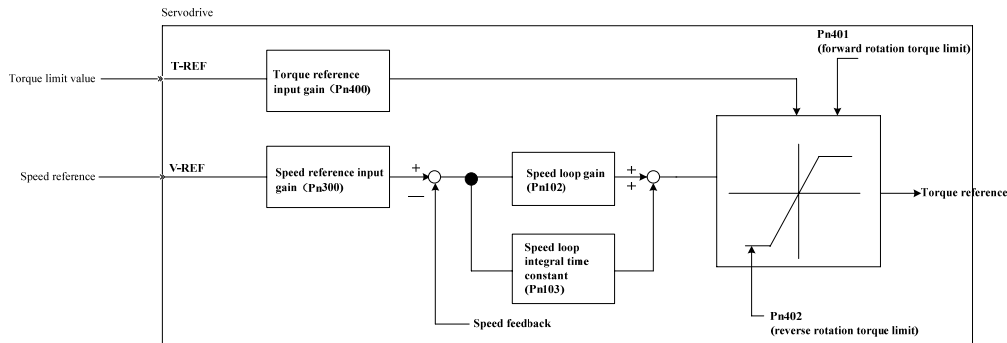 Servodrive
Pn401
(forward rotation torque limit)
T-REF
Torque limit value
Torque reference
input gain（Pn400）
V-REF
Speed reference
Speed reference input
gain（Pn300）
+
—
Speed loop gain
(Pn102)
+
+
Torque reference
Speed loop
integral time
constant
(Pn103)
Speed feedback
Pn402
(reverse rotation torque limit)